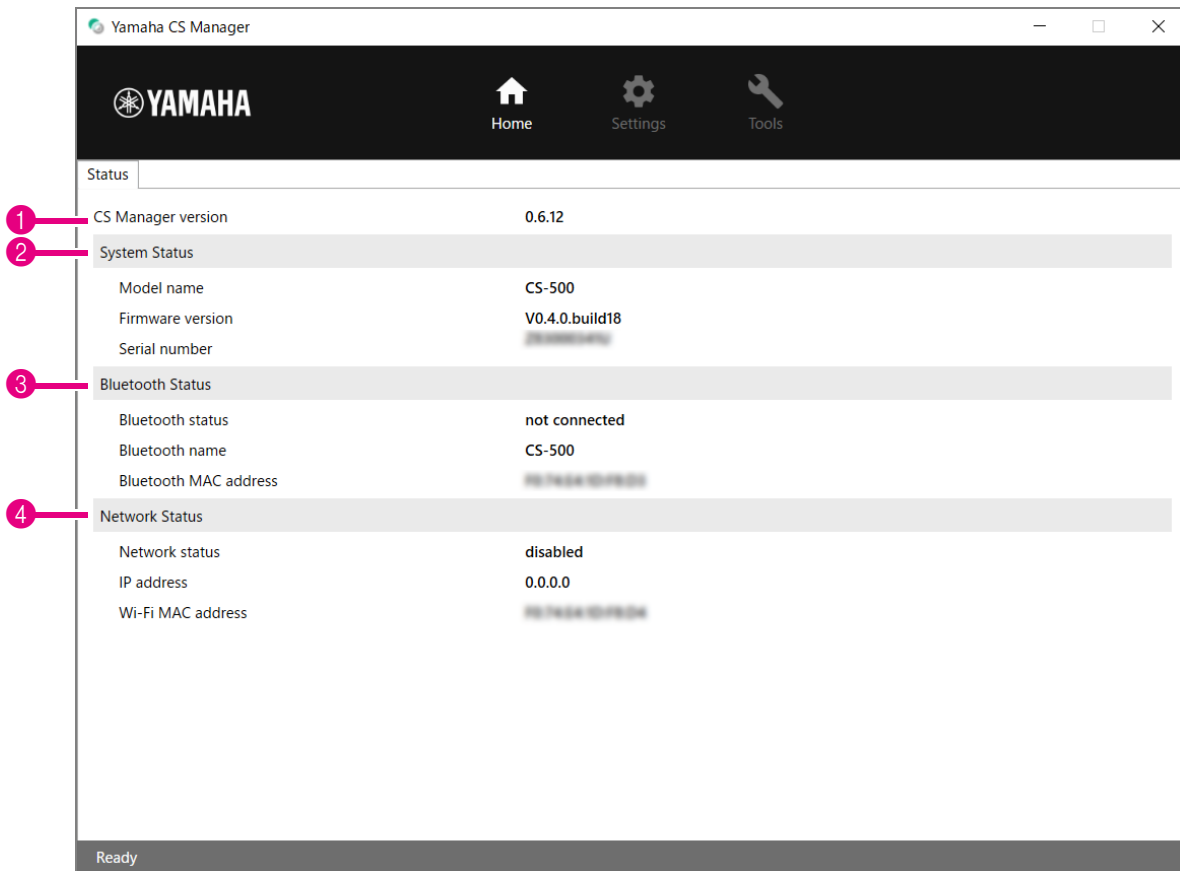 Yamaha CS Manager
YAMAHA
Home Settings Tools
Status
1 CS Manager version 0.6.12
2 System Status
Model name CS-500
Firmware version V0.4.0.build18
Serial number
3 Bluetooth Status
Bluetooth status not connected
Bluetooth name CS-500
Bluetooth MAC address
4 Network Status
Network status disabled
IP address 0.0.0.0
Wi-Fi MAC address
Ready